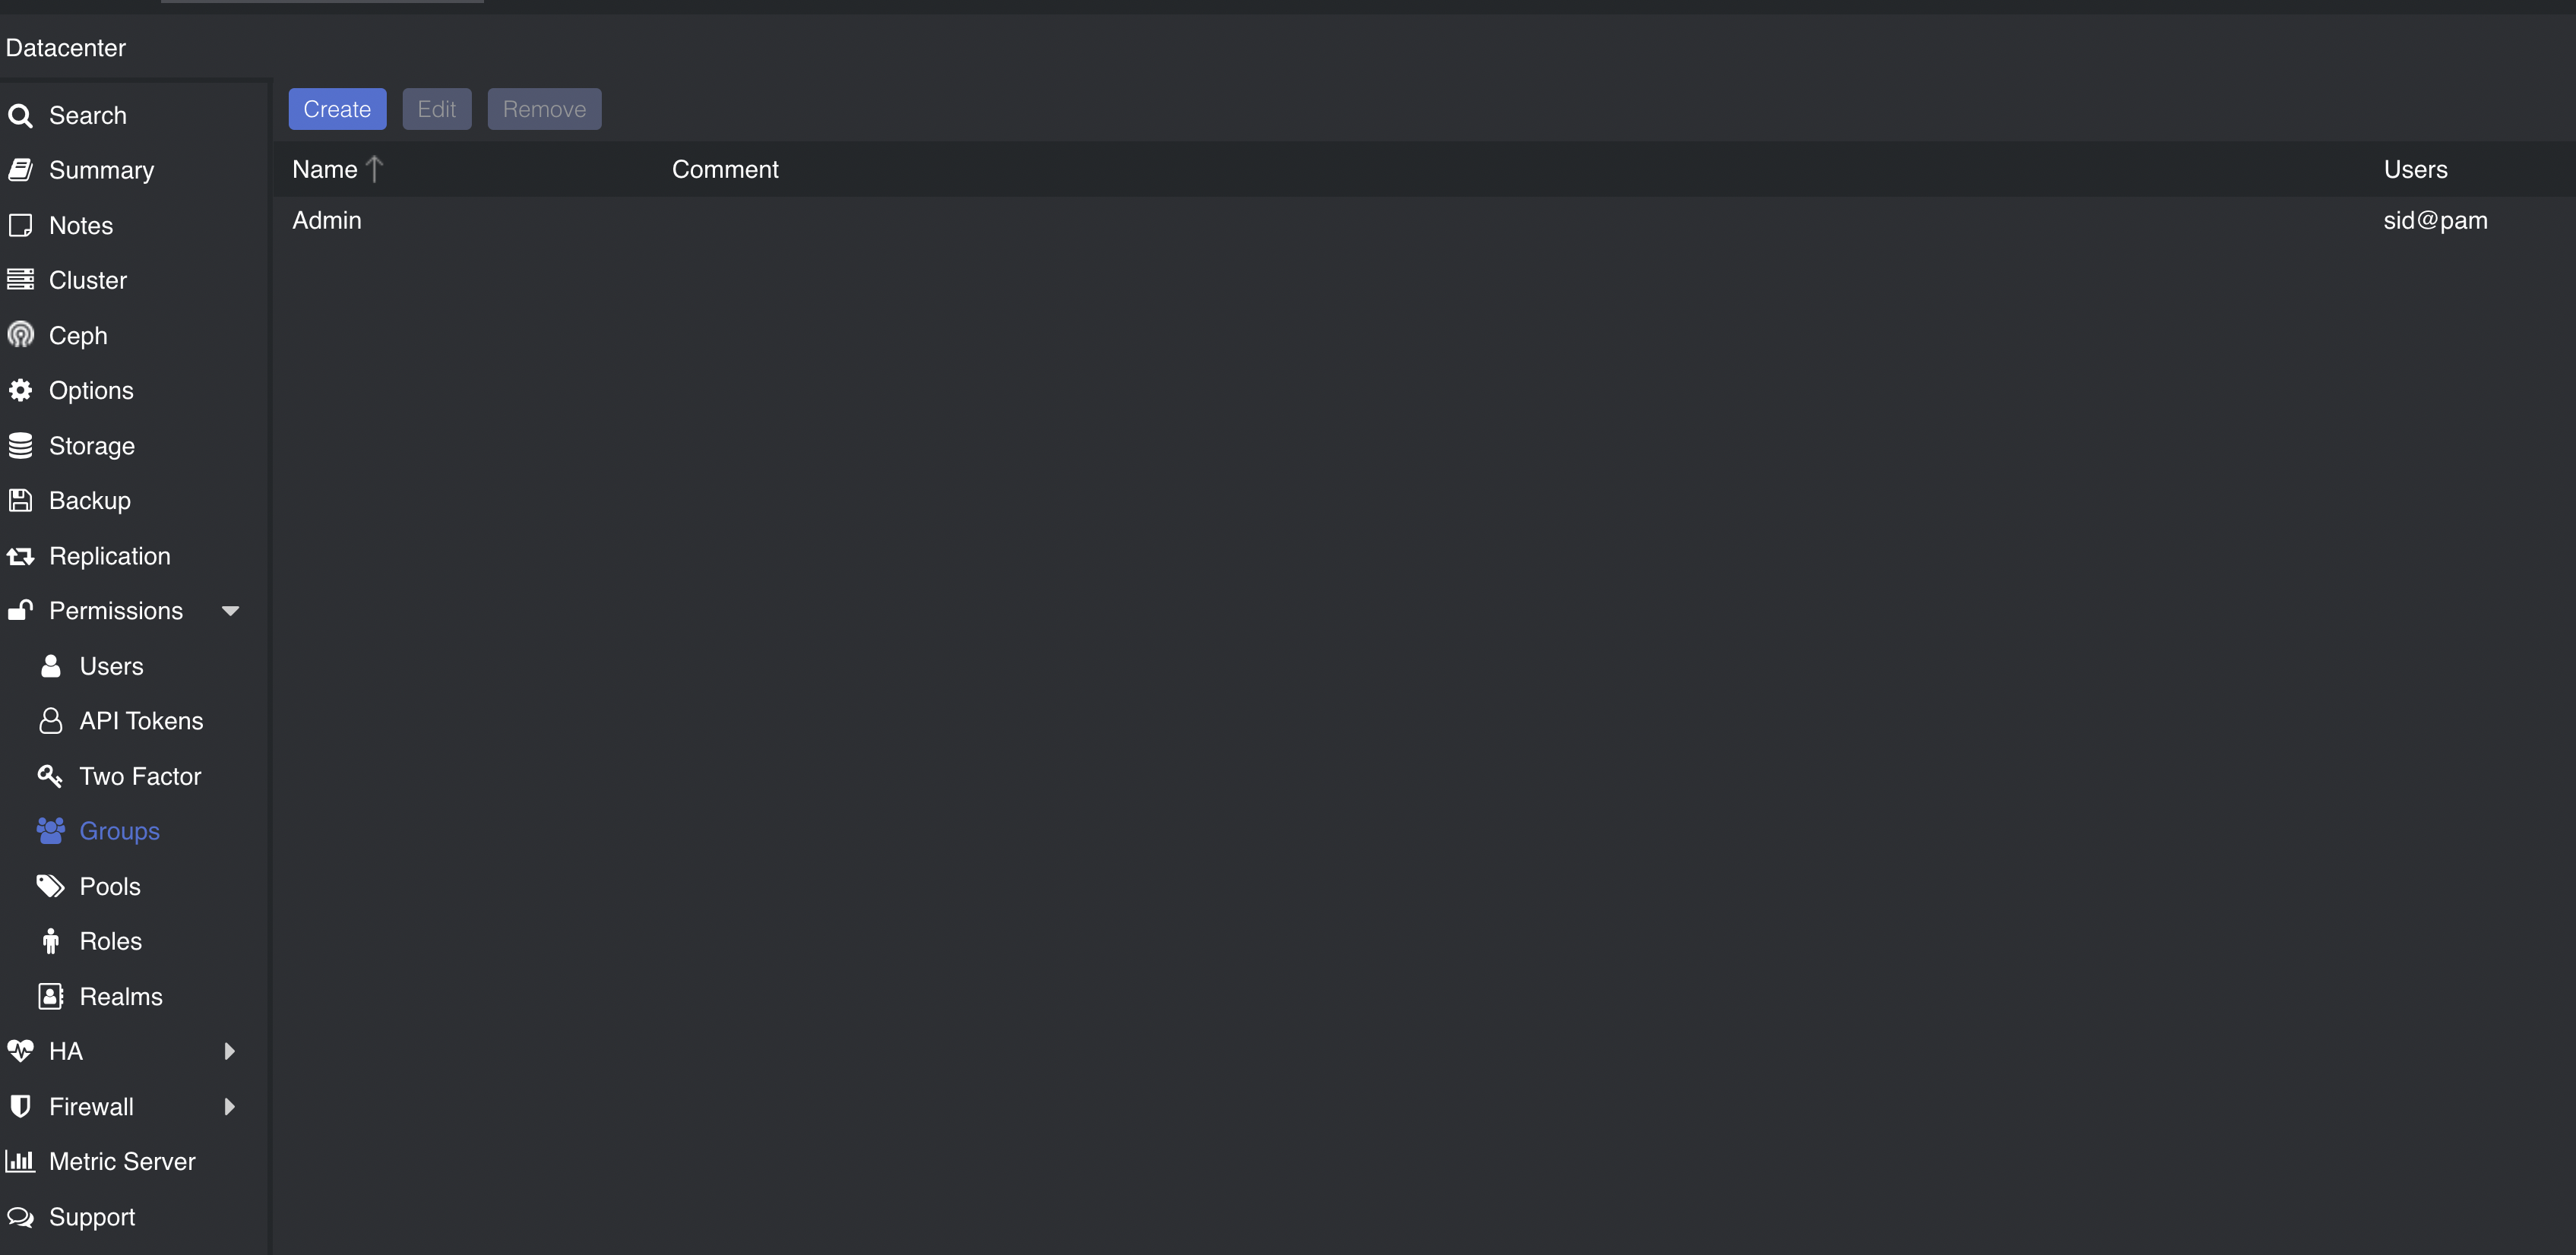 Datacenter
Search
Summary
Notes
Cluster
Ceph
Options
Storage
Backup
Replication
Permissions
Users
API Tokens
Two Factor
Groups
Pools
Roles
Realms
HA
Firewall
Metric Server
Support
Create Edit Remove
Name Comment Users
Admin sid@pam